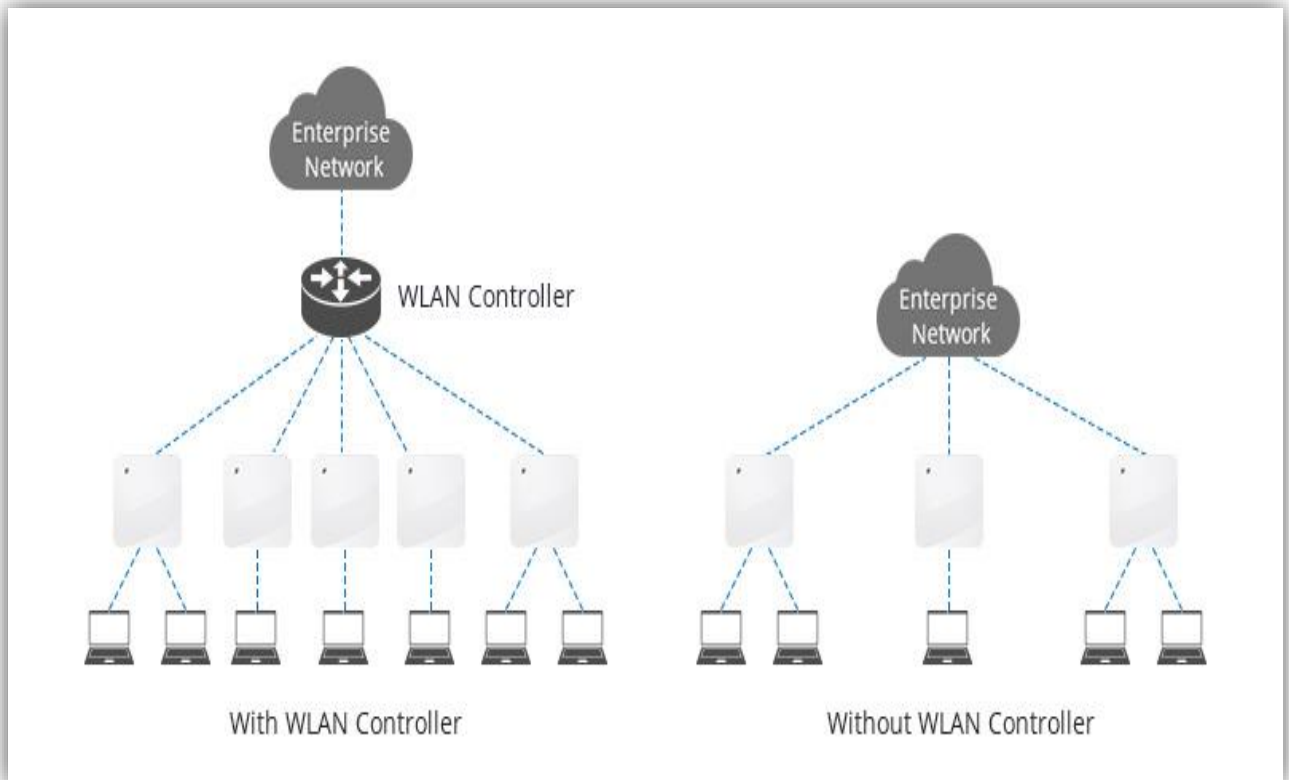 Enterprise
Network
WLAN Controller
Enterprise
Network
With WLAN Controller
Without WLAN Controller